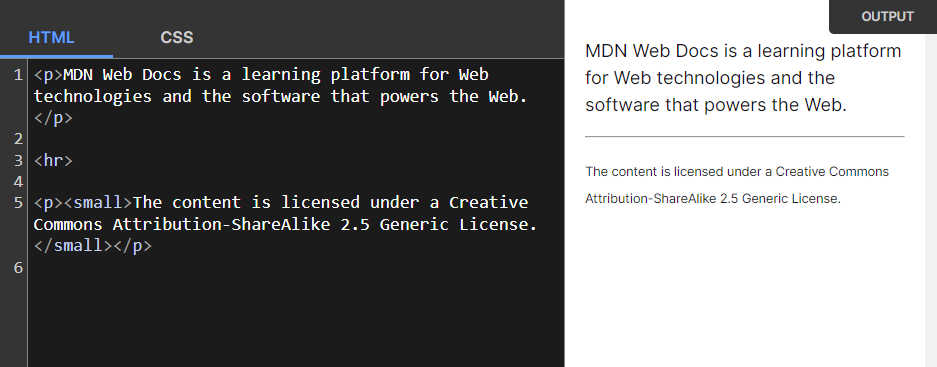 HTML
CSS
1 <p>MDN Web Docs is a learning platform for Web
technologies and the software that powers the Web.
</p>
2
3 <hr>
4
5 <p><small>The content is licensed under a Creative
Commons Attribution-ShareAlike 2.5 Generic License.
</small></p>
6
OUTPUT
MDN Web Docs is a learning platform
for Web technologies and the
software that powers the Web.
The content is licensed under a Creative Commons
Attribution-ShareAlike 2.5 Generic License.